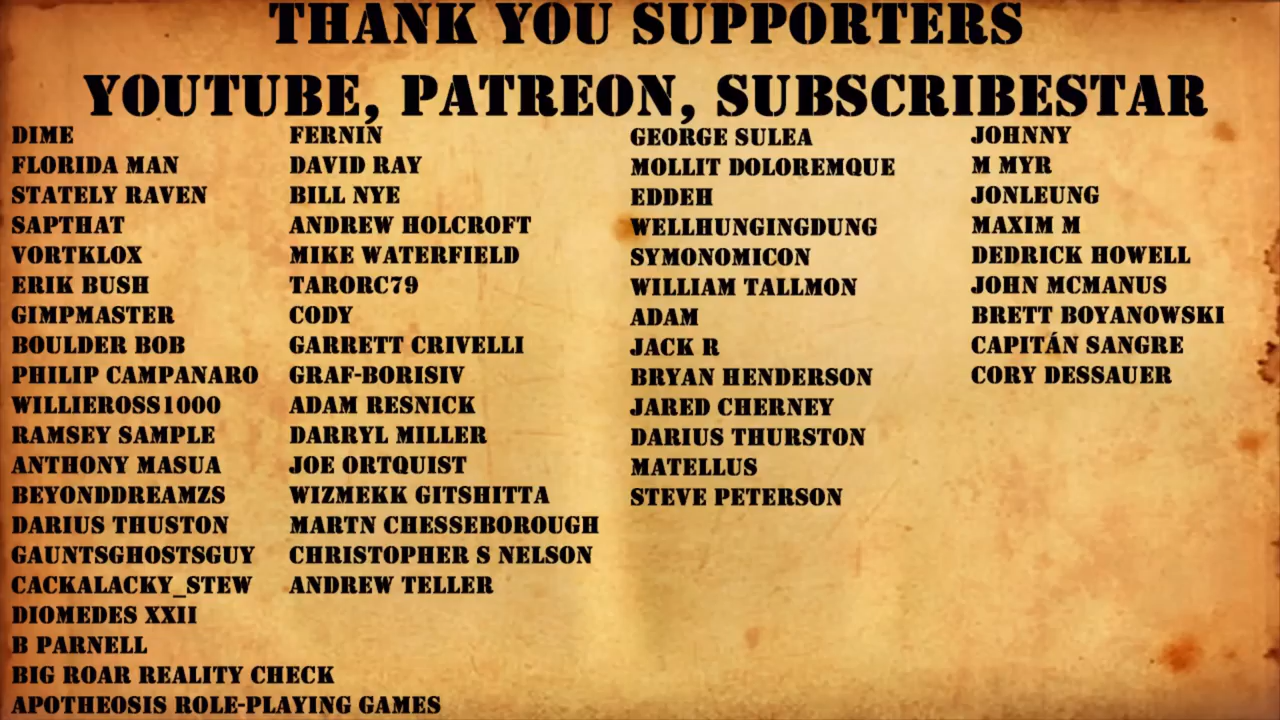 THANK YOU SUPPORTERS
YOUTUBE, PATREON, SUBSCRIBESTAR
DIME
FLORIDA MAN
STATELY RAVEN
SAPTHAT
VORTKLOX
ERIK BUSH
GIMPMASTER
BOULDER BOB
PHILIP CAMPANARO
WILLIEROSS1000
RAMSEY SAMPLE
ANTHONY MASUA
BEYONDDREAMZS
DARIUS THUSTON
GAUNTSGHOSTSGUY
CACKALACKY_STEW
DIOMEDES XXII
B PARNELL
BIG ROAR REALITY CHECK
APOTHEOSIS ROLE-PLAYING GAMES
FERNIN
DAVID RAY
BILL NYE
ANDREW HOLCROFT
MIKE WATERFIELD
TARORC79
CODY
GARRETT CRIVELLI
GRAF-BORISIV
ADAM RESNICK
DARRYL MILLER
JOE ORTQUIST
WIZMEKK GITSHITTA
MARTN CHESSEBOROUGH
CHRISTOPHER S NELSON
ANDREW TELLER
GEORGE SULEA
MOLLIT DOLOREMQUE
EDDEH
WELLHUNGINGDUNG
SYMONOMICON
WILLIAM TALLMON
ADAM
JACK R
BRYAN HENDERSON
JARED CHERNEY
DARIUS THURSTON
MATELLUS
STEVE PETERSON
JOHNNY
M MYR
JONLEUNG
MAXIM M
DEDRICK HOWELL
JOHN MCMANUS
BRETT BOYANOWSKI
CAPITÁN SANGRE
CORY DESSAUER